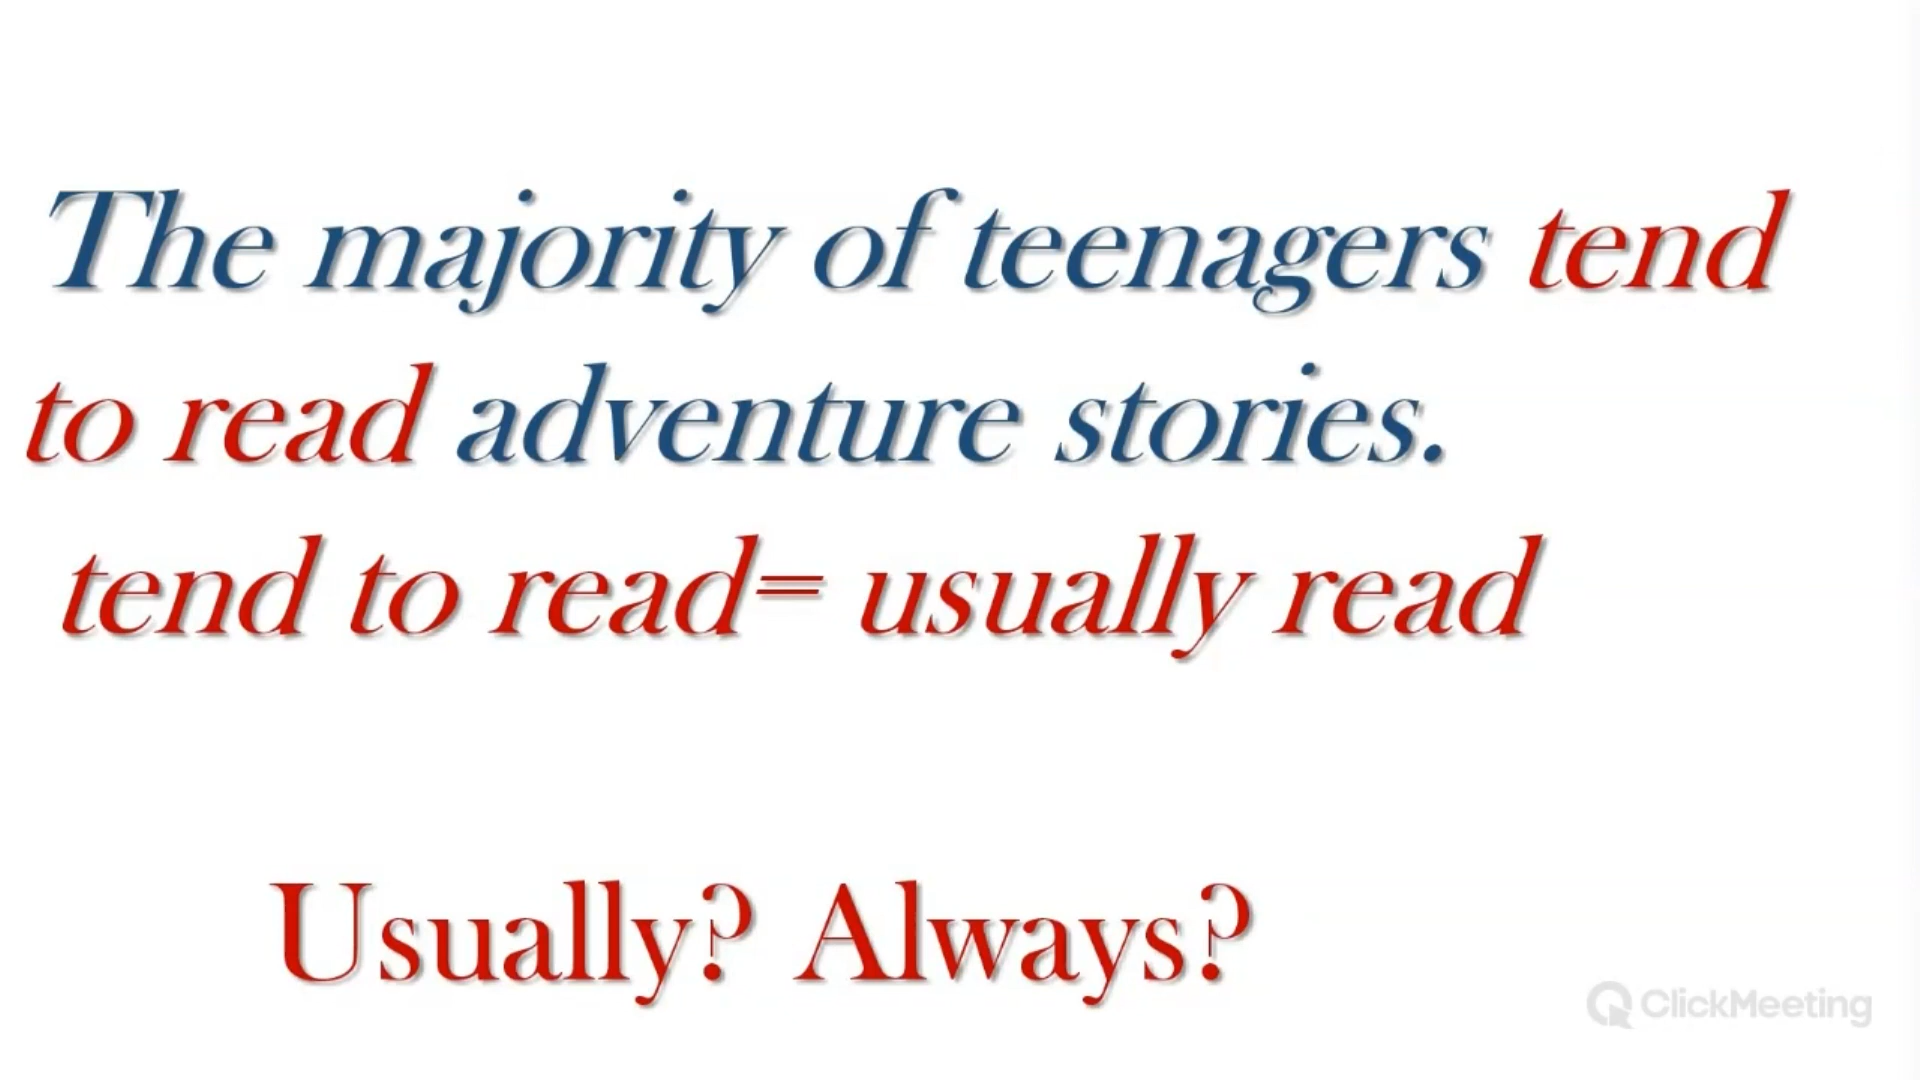 The majority of teenagers tend
to read adventure stories.
tend to read= usually read
Usually? Always?
ClickMeeting